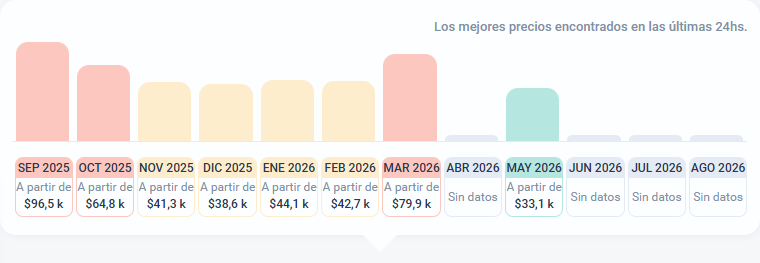 Los mejores precios encontrados en las últimas 24hs.
SEP 2025 OCT 2025 NOV 2025 DIC 2025 ENE 2026 FEB 2026 MAR 2026 ABR 2026 MAY 2026 JUN 2026 JUL 2026 AGO 2026
A partir de A partir de A partir de A partir de A partir de A partir de A partir de Sin datos A partir de Sin datos Sin datos Sin datos
$96,5 k $64,8 k $41,3 k $38,6 k $44,1 k $42,7 k $79,9 k $33,1 k